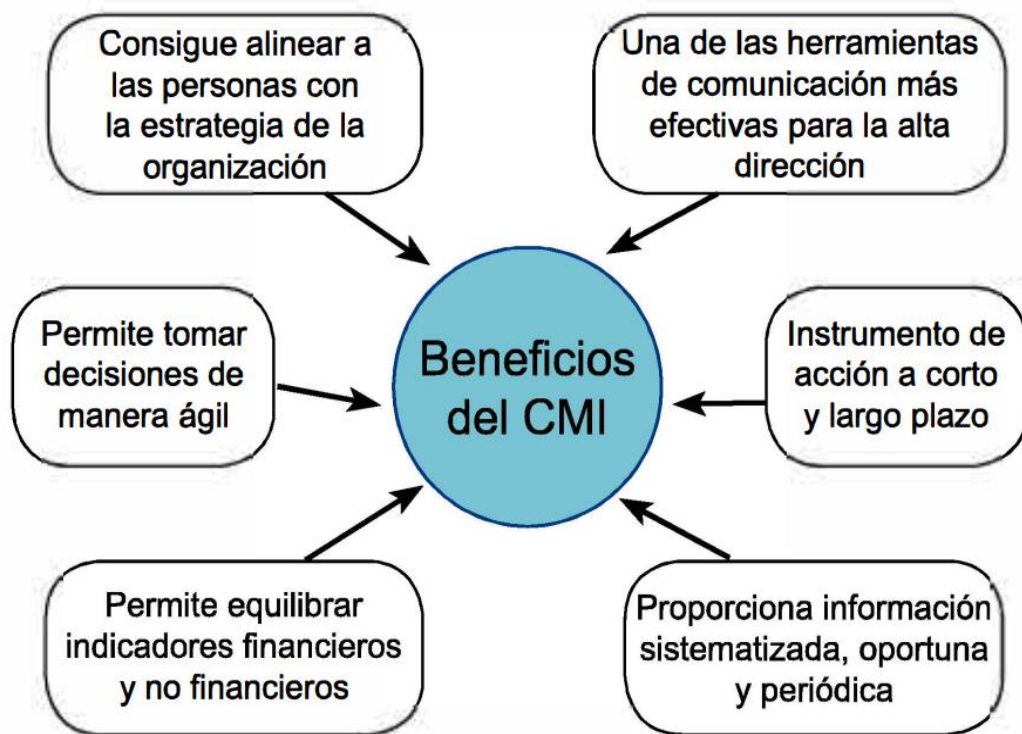 Consigue alinear a
las personas con
la estrategia de la
organización
Una de las herramientas
de comunicación más
efectivas para la alta
dirección
Permite tomar
decisiones de
manera ágil
Beneficios
del CMI
Instrumento de
acción a corto
y largo plazo
Permite equilibrar
indicadores financieros
y no financieros
Proporciona información
sistematizada, oportuna
y periódica